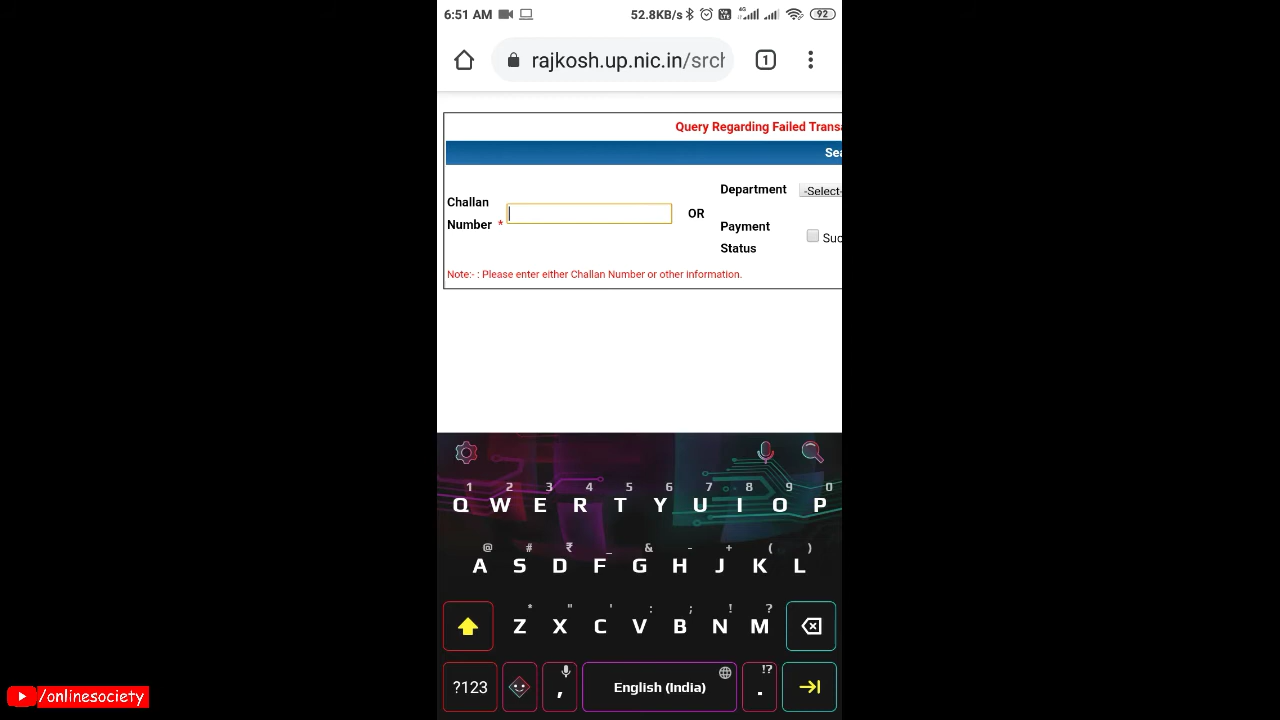 6:51 AM
52.8KB/s
4G
92
rajkosh.up.nic.in/srch
1
Query Regarding Failed Transa
Sea
Challan
Number *
OR
Department
-Select-
Payment
Status
Suc
Note:- : Please enter either Challan Number or other information.
1 2 3 4 5 6 7 8 9 0
Q W E R T Y U I O P
@ # ₹ _ & - + ( )
A S D F G H J K L
* " ' : ; ! ?
Z X C V B N M
?123
,
English (India)
!?
.
/onlinesociety